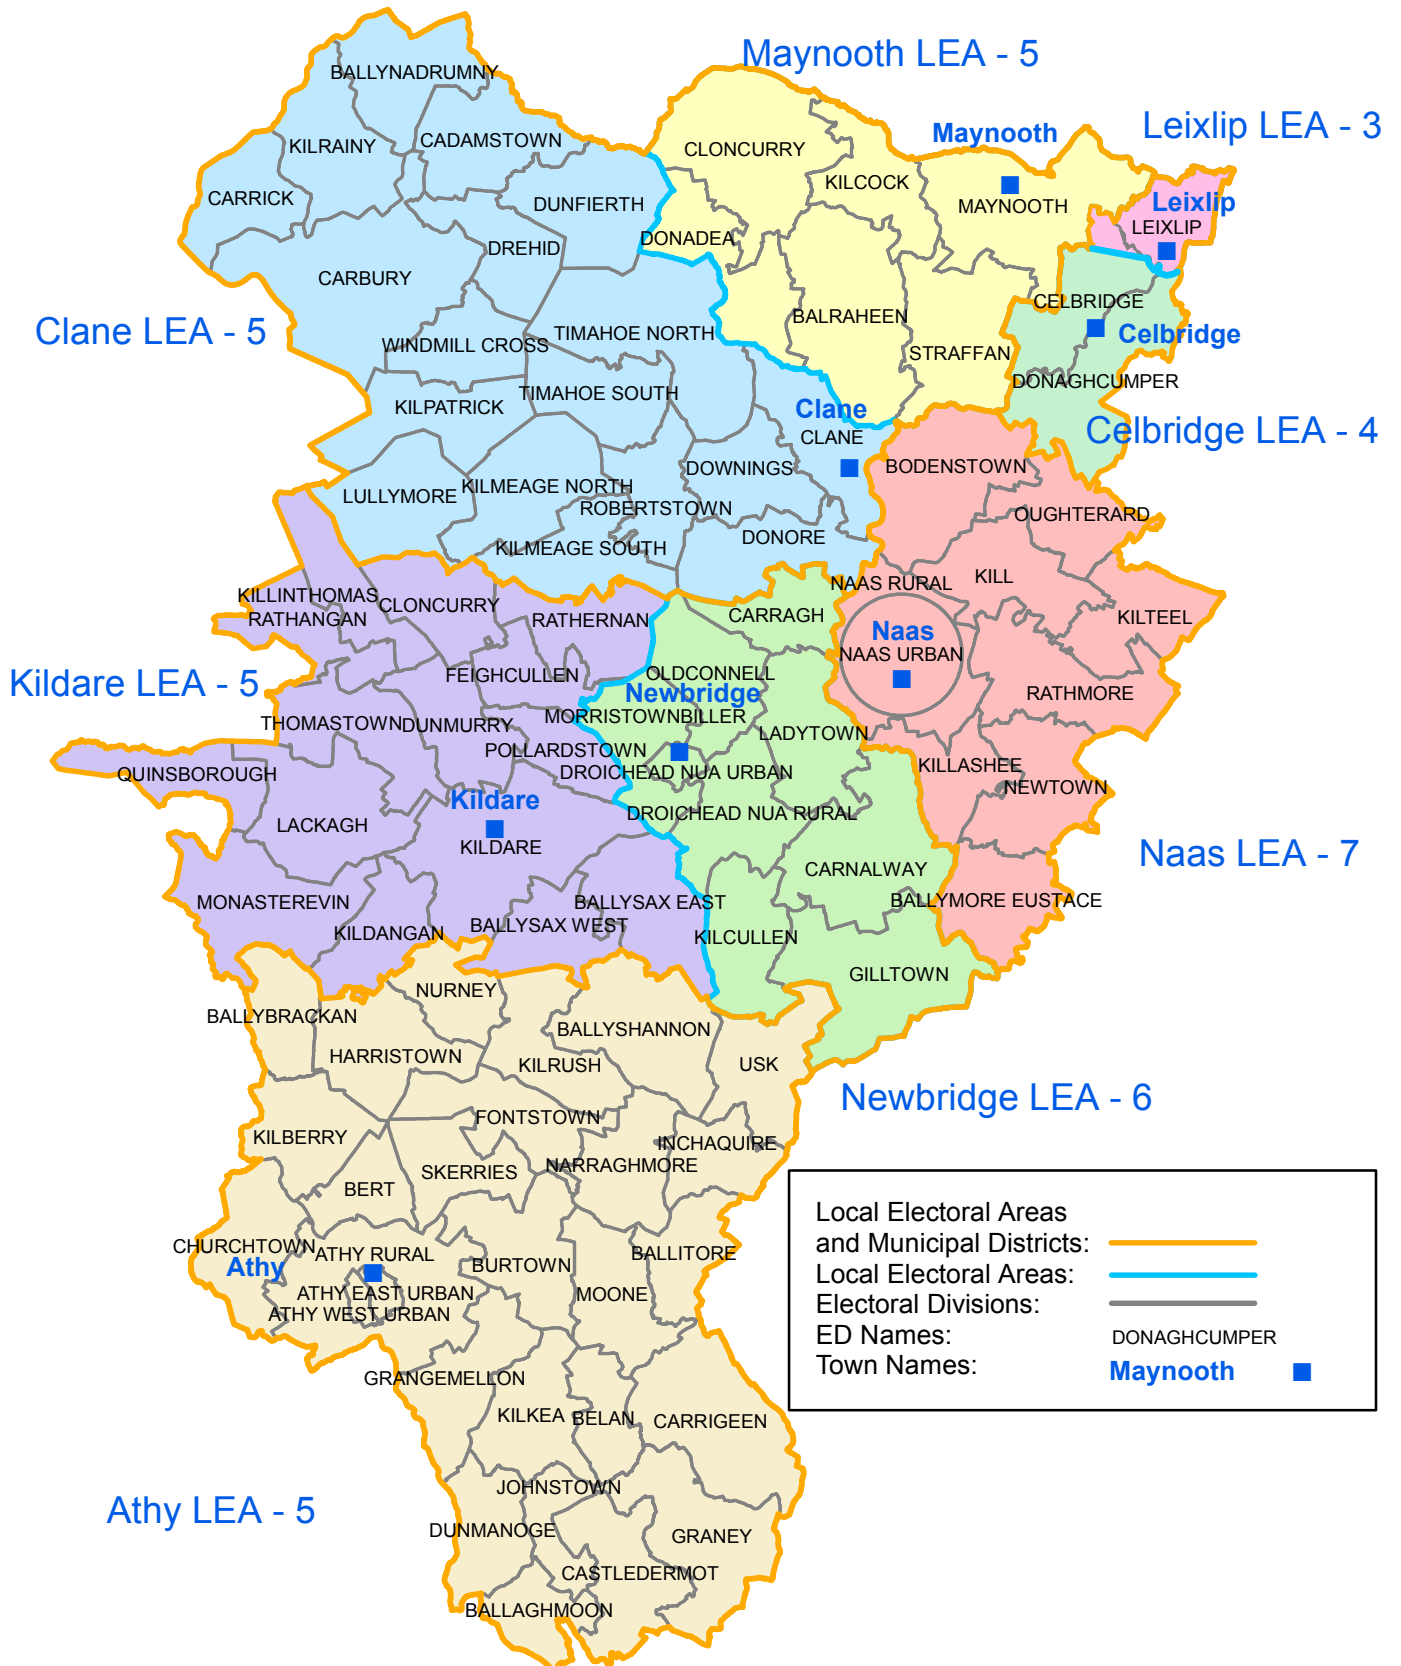 Maynooth LEA - 5
BALLYNADRUMNY
Leixlip LEA - 3
Maynooth
CADAMSTOWN
KILRAINY
CLONCURRY
KILCOCK
CARRICK
DUNFIERTH
MAYNOOTH
Leixlip
LEIXLIP
DONADEA
DREHID
CARBURY
CELBRIDGE
BALRAHEEN
Clane LEA - 5
TIMAHOE NORTH
Celbridge
WINDMILL CROSS
STRAFFAN
DONAGHCUMPER
TIMAHOE SOUTH
KILPATRICK
Clane
CLANE
Celbridge LEA - 4
BODENSTOWN
DOWNINGS
LULLYMORE
KILMEAGE NORTH
ROBERTSTOWN
OUGHTERARD
DONORE
KILMEAGE SOUTH
NAAS RURAL
KILL
KILLINTHOMAS
CLONCURRY
RATHANGAN
RATHERNAN
CARRAGH
KILTEEL
Naas
NAAS URBAN
FEIGHCULLEN
OLDCONNELL
Kildare LEA - 5
Newbridge
RATHMORE
MORRISTOWNBILLER
THOMASTOWN
DUNMURRY
LADYTOWN
POLLARDSTOWN
QUINSBOROUGH
DROICHEAD NUA URBAN
KILLASHEE
NEWTOWN
Kildare
DROICHEAD NUA RURAL
LACKAGH
KILDARE
Naas LEA - 7
CARNALWAY
MONASTEREVIN
BALLYSAX EAST
BALLYMORE EUSTACE
BALLYSAX WEST
KILDANGAN
KILCULLEN
GILLTOWN
NURNEY
BALLYBRACKAN
BALLYSHANNON
HARRISTOWN
KILRUSH
USK
Newbridge LEA - 6
FONTSTOWN
KILBERRY
INCHAQUIRE
NARRAGHMORE
SKERRIES
BERT
CHURCHTOWN
ATHY RURAL
BALLITORE
Athy
BURTOWN
ATHY EAST URBAN
MOONE
ATHY WEST URBAN
GRANGEMELLON
KILKEA
BELAN
CARRIGEEN
JOHNSTOWN
Athy LEA - 5
DUNMANOGE
GRANEY
CASTLEDERMOT
BALLAGHMOON
Local Electoral Areas
and Municipal Districts:
Local Electoral Areas:
Electoral Divisions:
ED Names: DONAGHCUMPER
Town Names: Maynooth